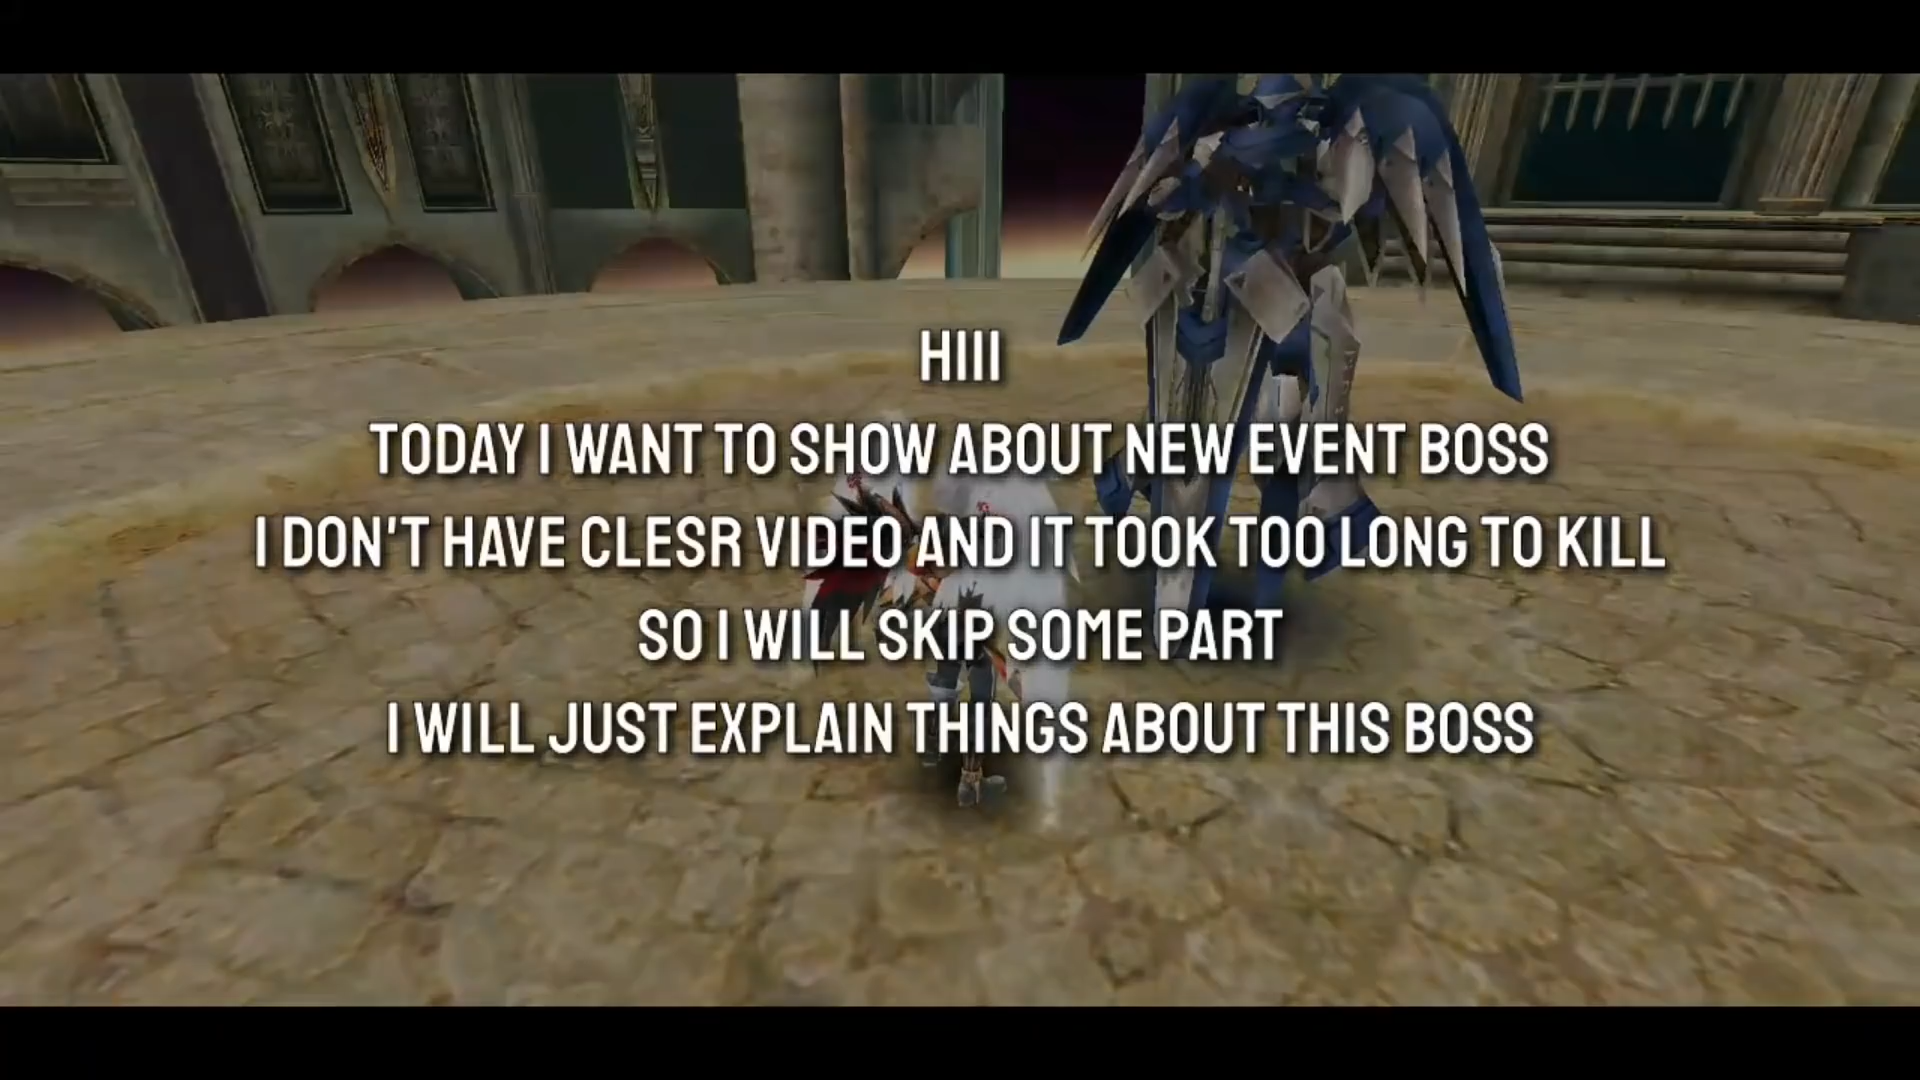 HIII
TODAY I WANT TO SHOW ABOUT NEW EVENT BOSS
I DON'T HAVE CLESR VIDEO AND IT TOOK TOO LONG TO KILL
SO I WILL SKIP SOME PART
I WILL JUST EXPLAIN THINGS ABOUT THIS BOSS